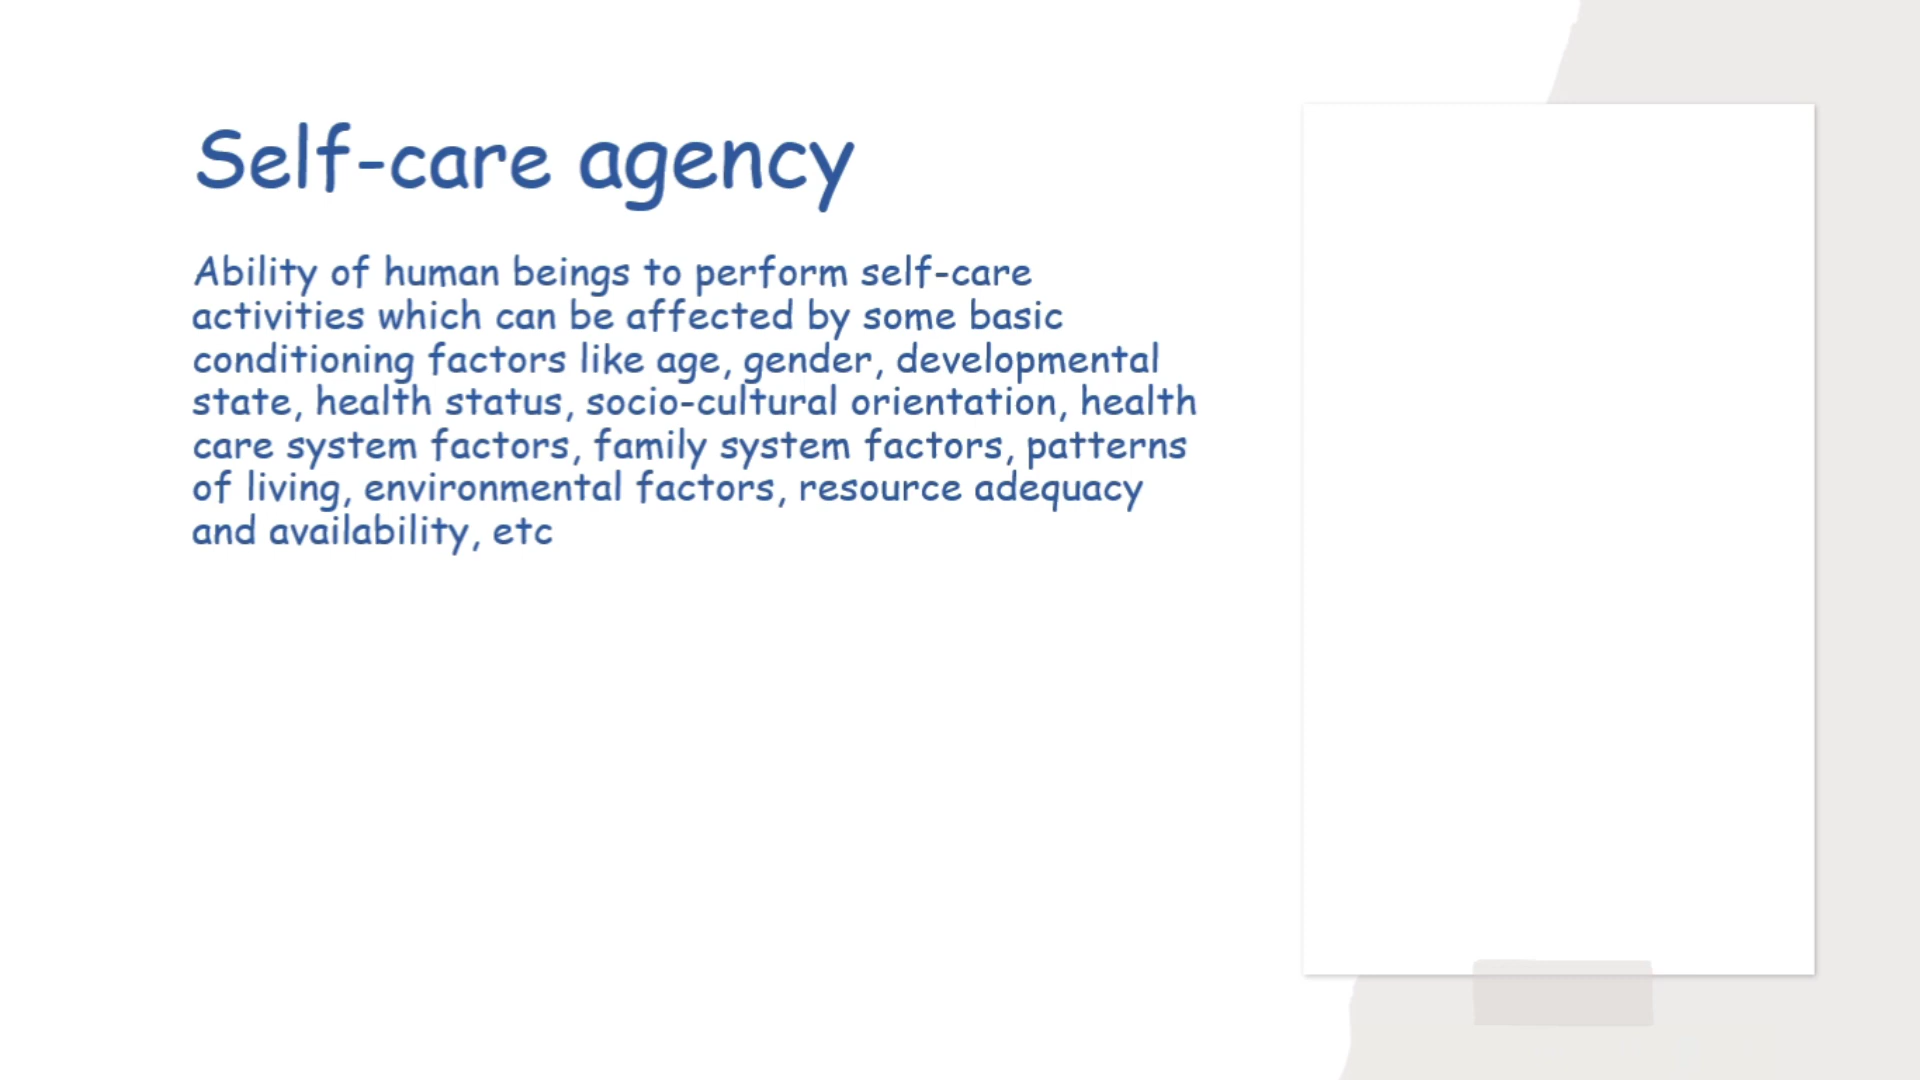 Self-care agency
Ability of human beings to perform self-care
activities which can be affected by some basic
conditioning factors like age, gender, developmental
state, health status, socio-cultural orientation, health
care system factors, family system factors, patterns
of living, environmental factors, resource adequacy
and availability, etc